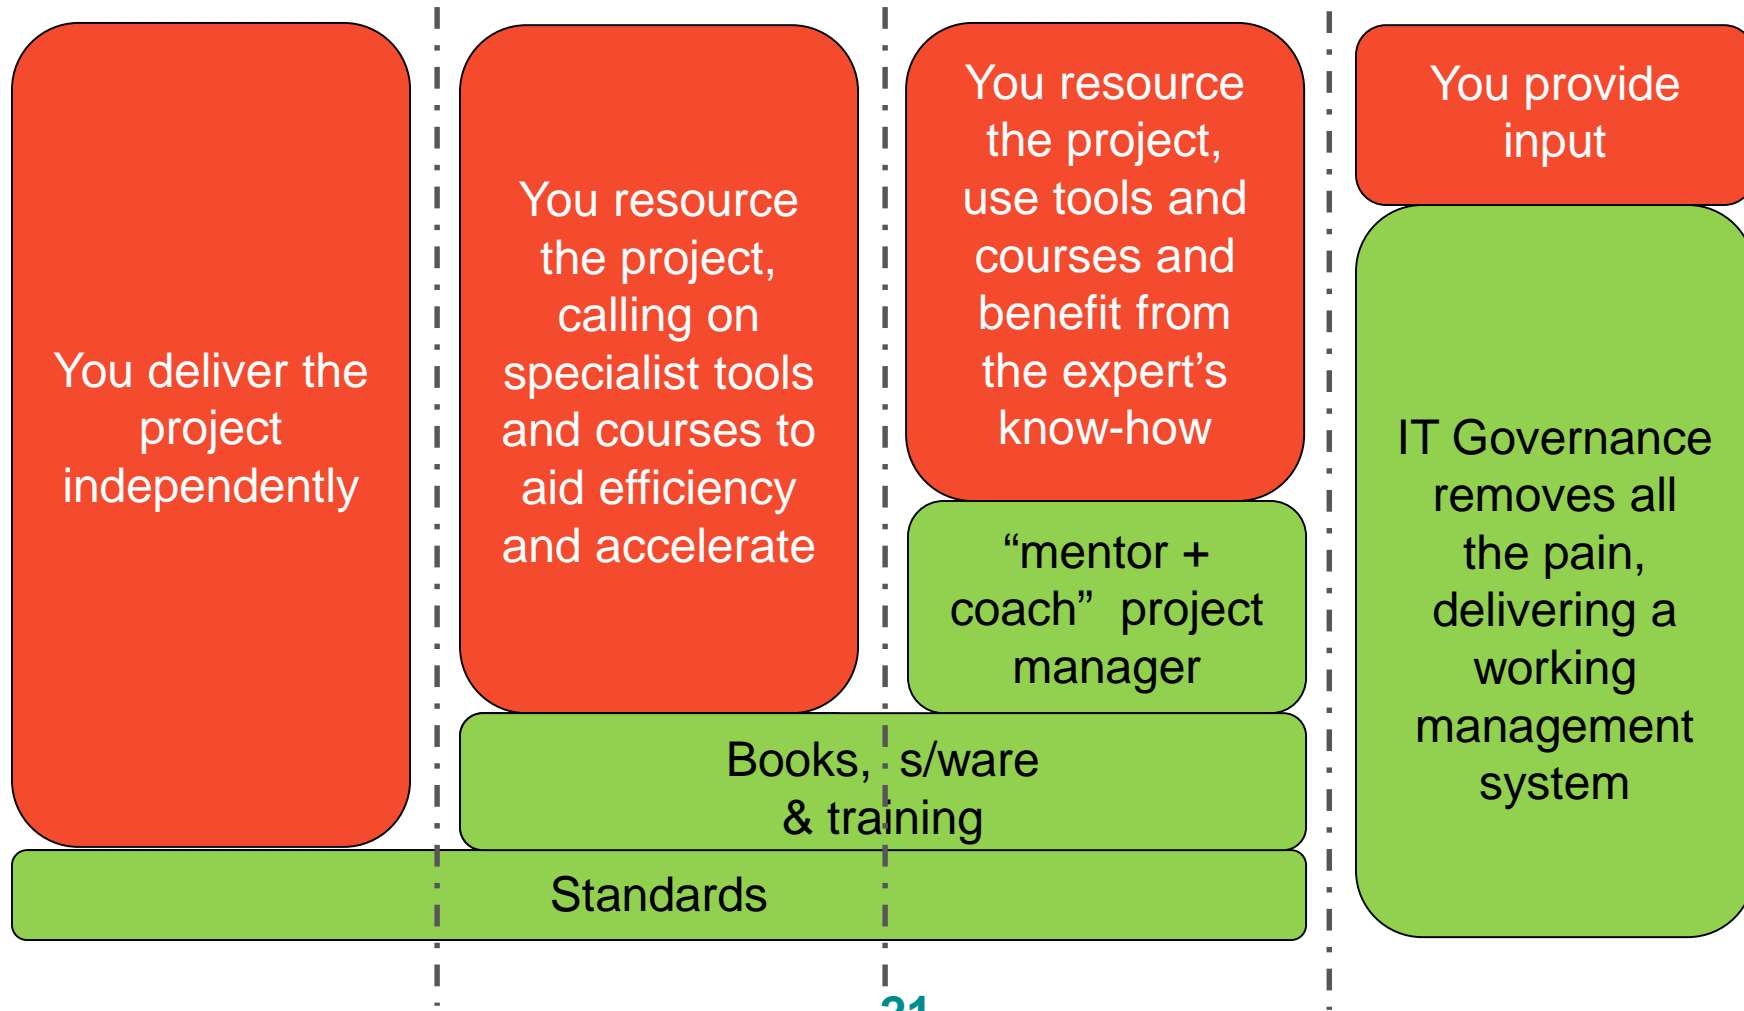 You deliver the
project
independently
You resource
the project,
calling on
specialist tools
and courses to
aid efficiency
and accelerate
You resource
the project,
use tools and
courses and
benefit from
the expert’s
know-how
“mentor +
coach”  project
manager
Books,  s/ware
& training
Standards
You provide
input
IT Governance
removes all
the pain,
delivering a
working
management
system
21